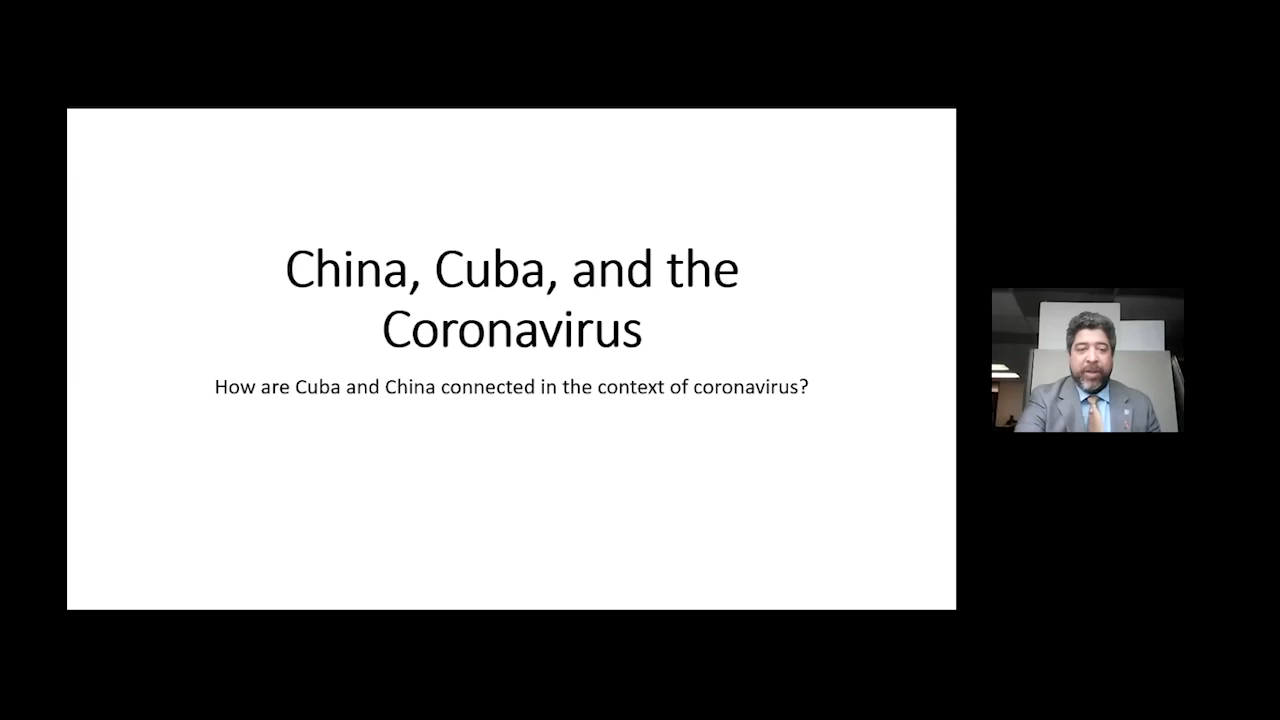 China, Cuba, and the
Coronavirus
How are Cuba and China connected in the context of coronavirus?